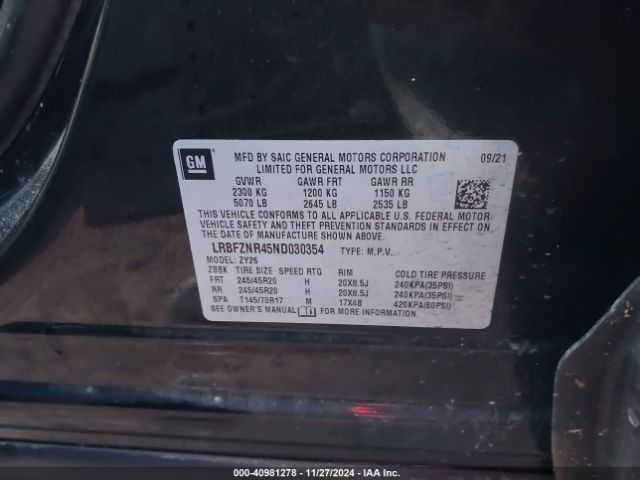 GM
MFD BY SAIC GENERAL MOTORS CORPORATION 09/21
LIMITED FOR GENERAL MOTORS LLC
GVWR GAWR FRT GAWR RR
2300 KG 1200 KG 1150 KG
5070 LB 2645 LB 2535 LB
THIS VEHICLE CONFORMS TO ALL APPLICABLE U.S. FEDERAL MOTOR
VEHICLE SAFETY AND THEFT PREVENTION STANDARDS IN EFFECT ON
THE DATE OF MANUFACTURE SHOWN ABOVE.
LRBFZNR45ND030354 TYPE: M.P.V.
MODEL: ZY26
ZBBK TIRE SIZE SPEED RTG RIM COLD TIRE PRESSURE
FRT 245/45R20 H 20X8.5J 240KPA(35PSI)
RR 245/45R20 H 20X8.5J 240KPA(35PSI)
SPA T145/70R17 M 17X4B 420KPA(60PSI)
SEE OWNER'S MANUAL FOR MORE INFORMATION.
000-40981278 - 11/27/2024 - IAA Inc.